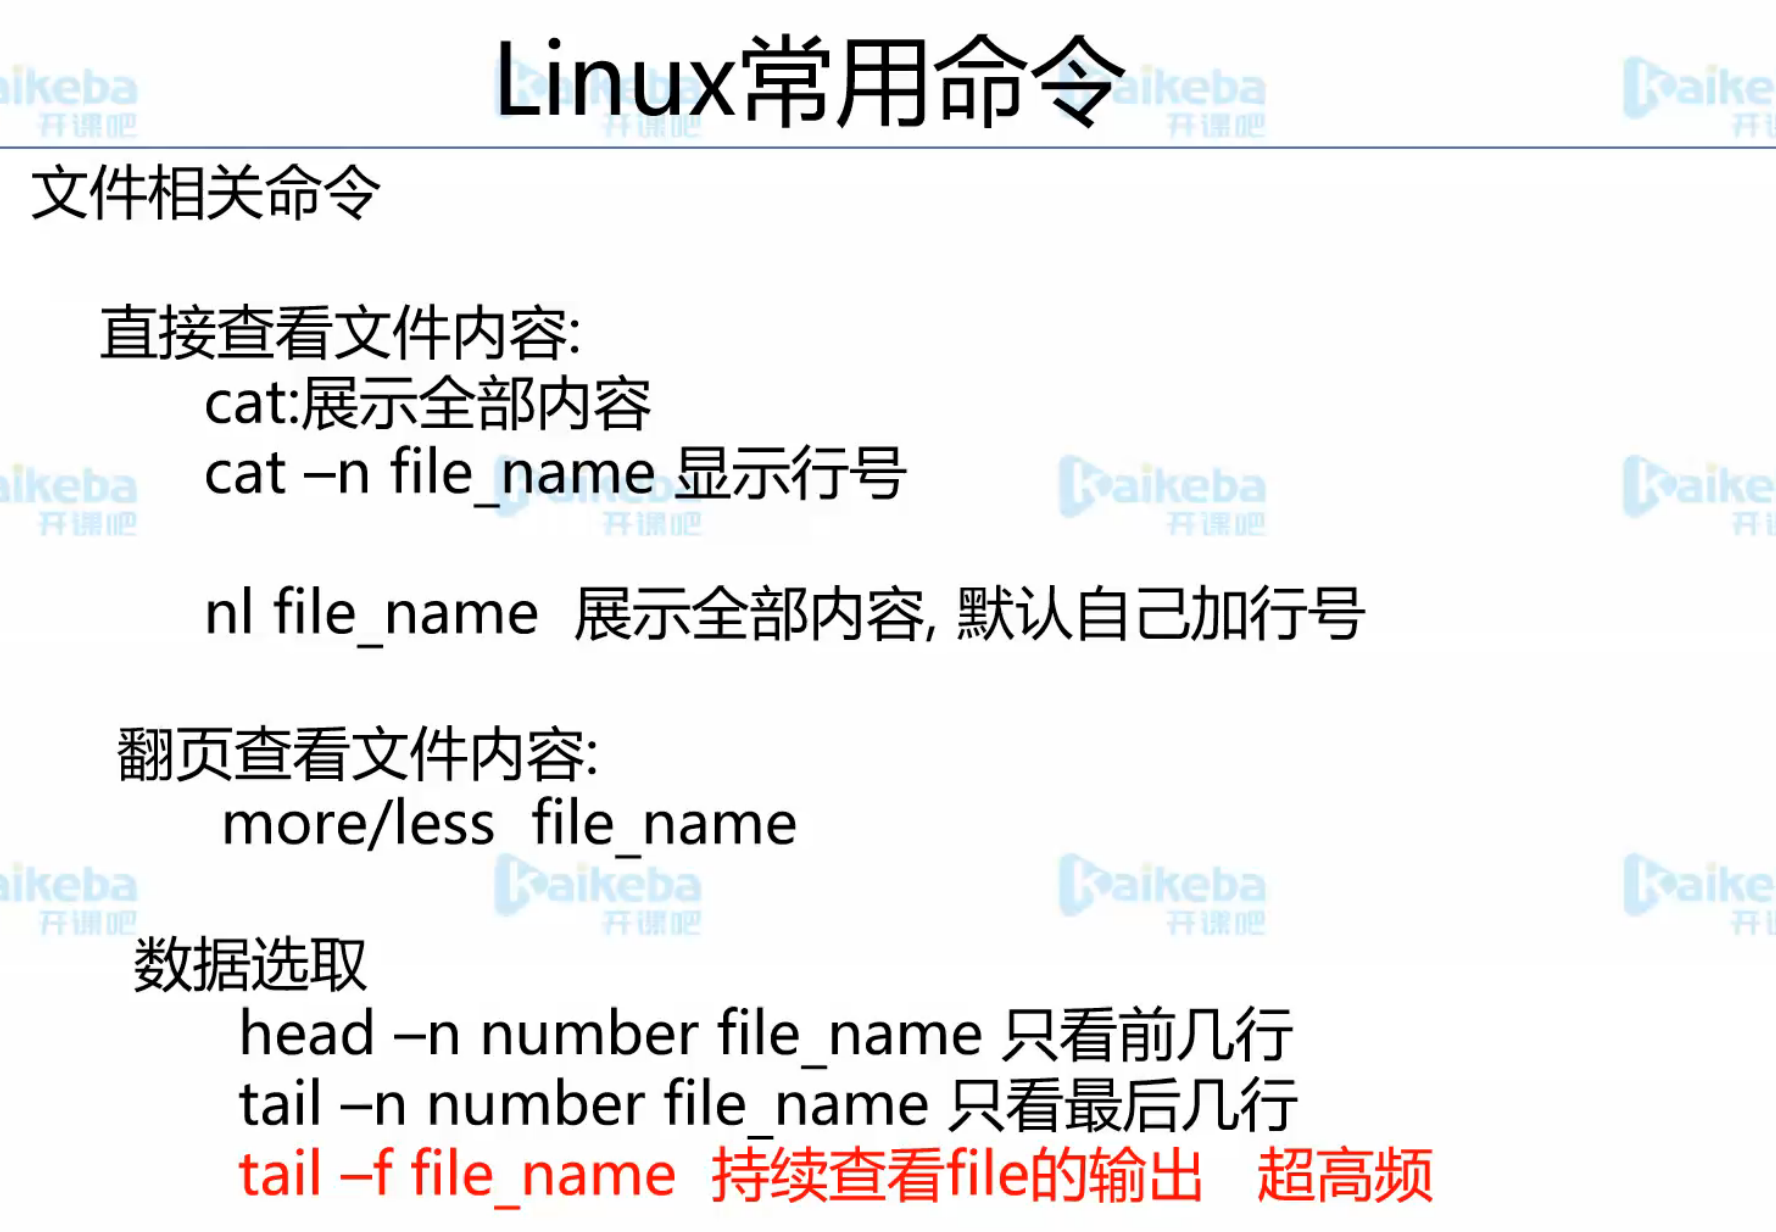 Linux常用命令
文件相关命令
直接查看文件内容:
cat:展示全部内容
cat –n file_name 显示行号
nl file_name 展示全部内容, 默认自己加行号
翻页查看文件内容:
more/less file_name
数据选取
head –n number file_name 只看前几行
tail –n number file_name 只看最后几行
tail –f file_name 持续查看file的输出 超高频
Kaikeba
开课吧